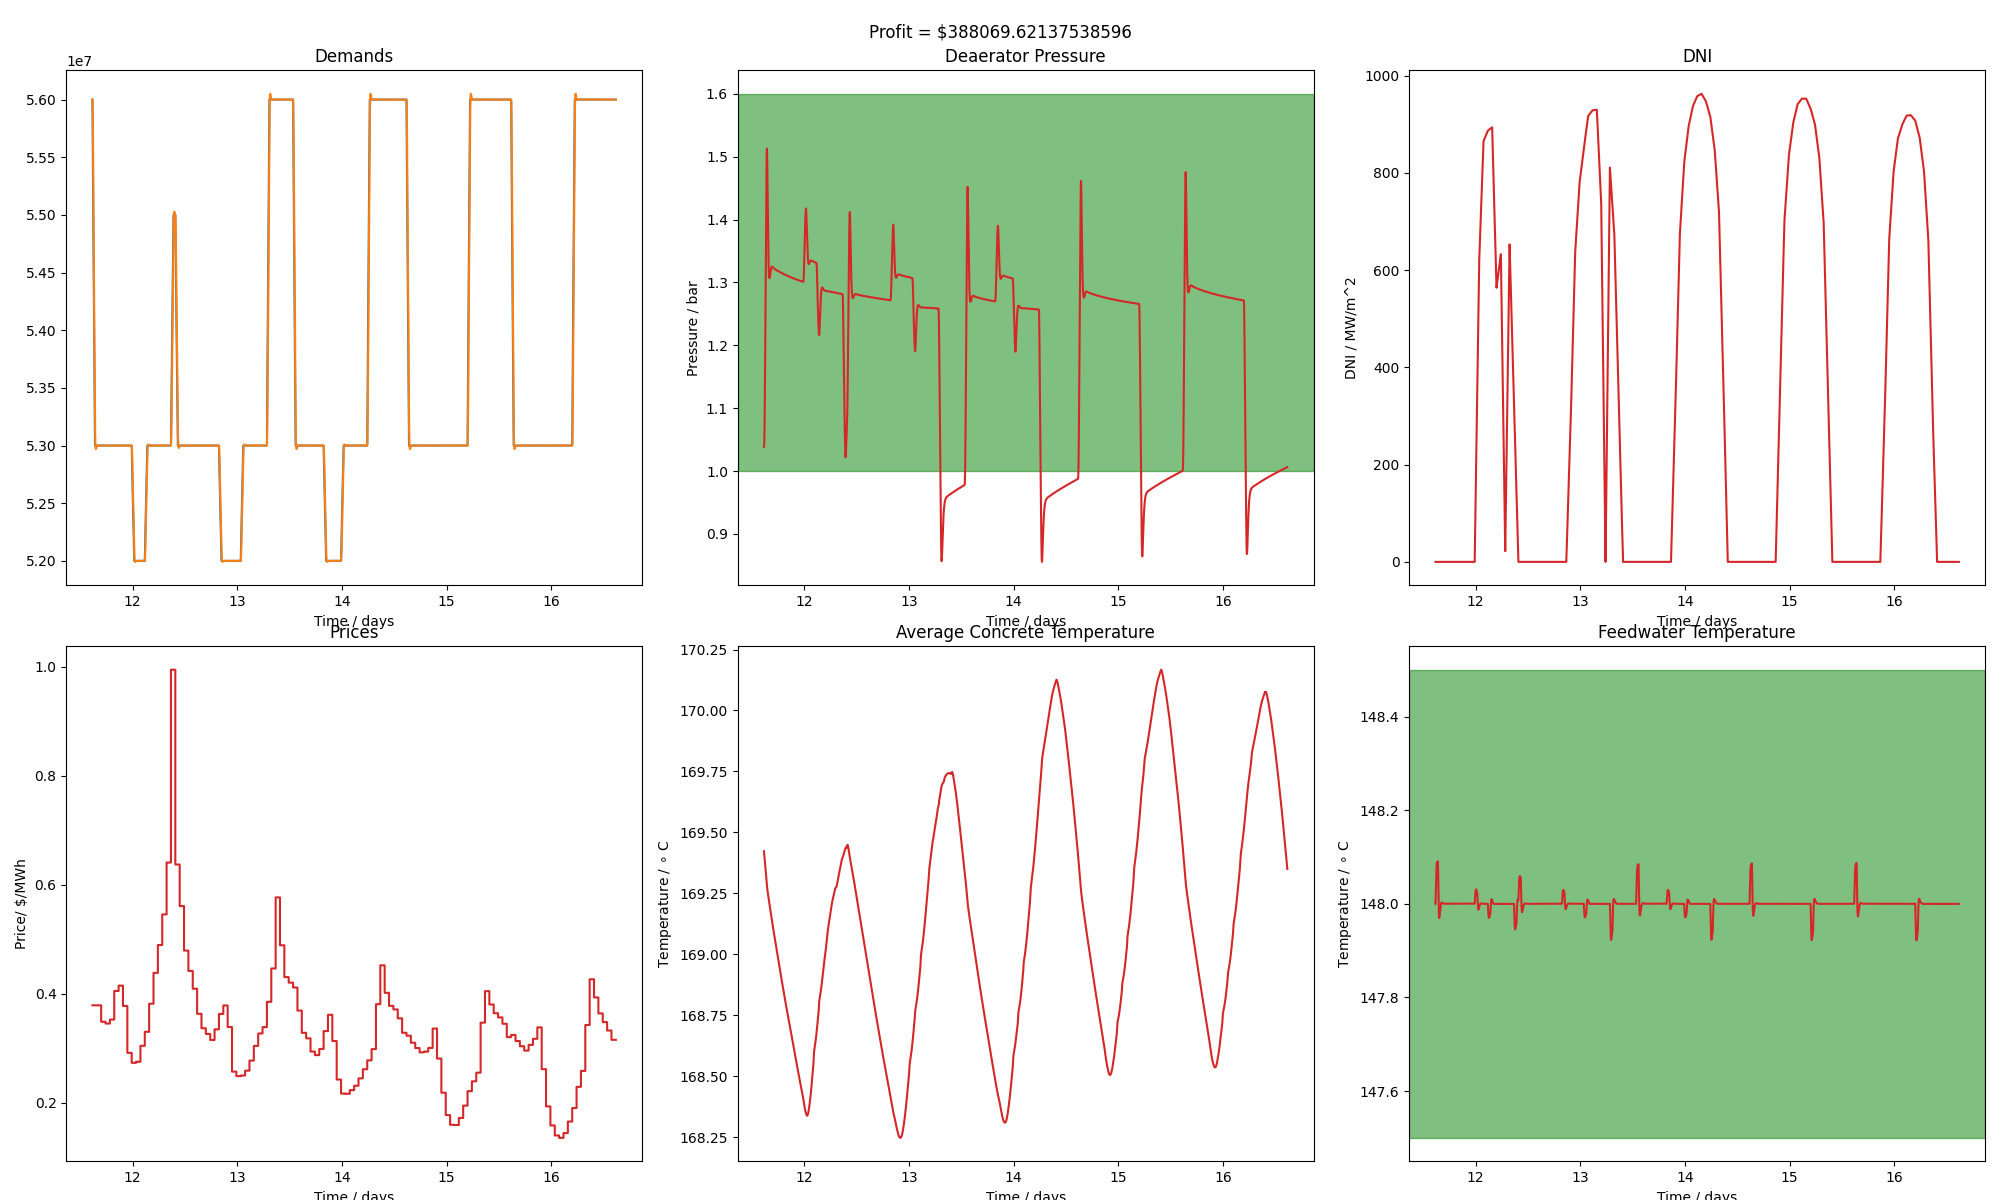 Profit = $388069.62137538596
Demands
1e7
5.60
5.55
5.50
5.45
5.40
5.35
5.30
5.25
5.20
12 13 14 15 16
Time / days
Deaerator Pressure
Pressure / bar
1.6
1.5
1.4
1.3
1.2
1.1
1.0
0.9
12 13 14 15 16
Time / days
DNI
DNI / MW/m^2
1000
800
600
400
200
0
12 13 14 15 16
Time / days
Prices
Price/ $/MWh
1.0
0.8
0.6
0.4
0.2
12 13 14 15 16
Time / days
Average Concrete Temperature
Temperature / ∘ C
170.25
170.00
169.75
169.50
169.25
169.00
168.75
168.50
168.25
12 13 14 15 16
Time / days
Feedwater Temperature
Temperature / ∘ C
148.4
148.2
148.0
147.8
147.6
12 13 14 15 16
Time / days